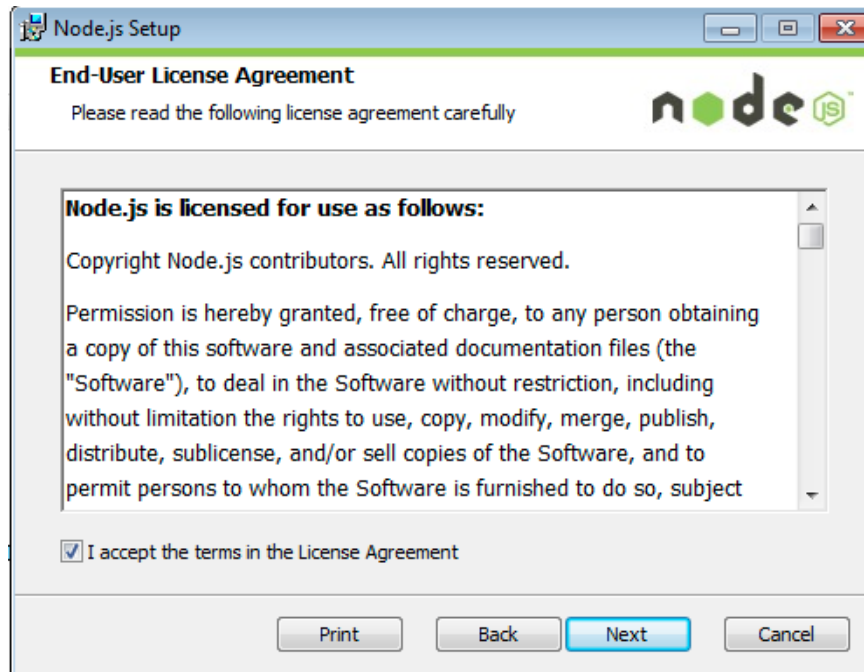 Node.js Setup
End-User License Agreement
Please read the following license agreement carefully
node JS™
Node.js is licensed for use as follows:
Copyright Node.js contributors. All rights reserved.
Permission is hereby granted, free of charge, to any person obtaining
a copy of this software and associated documentation files (the
"Software"), to deal in the Software without restriction, including
without limitation the rights to use, copy, modify, merge, publish,
distribute, sublicense, and/or sell copies of the Software, and to
permit persons to whom the Software is furnished to do so, subject
I accept the terms in the License Agreement
Print Back Next Cancel